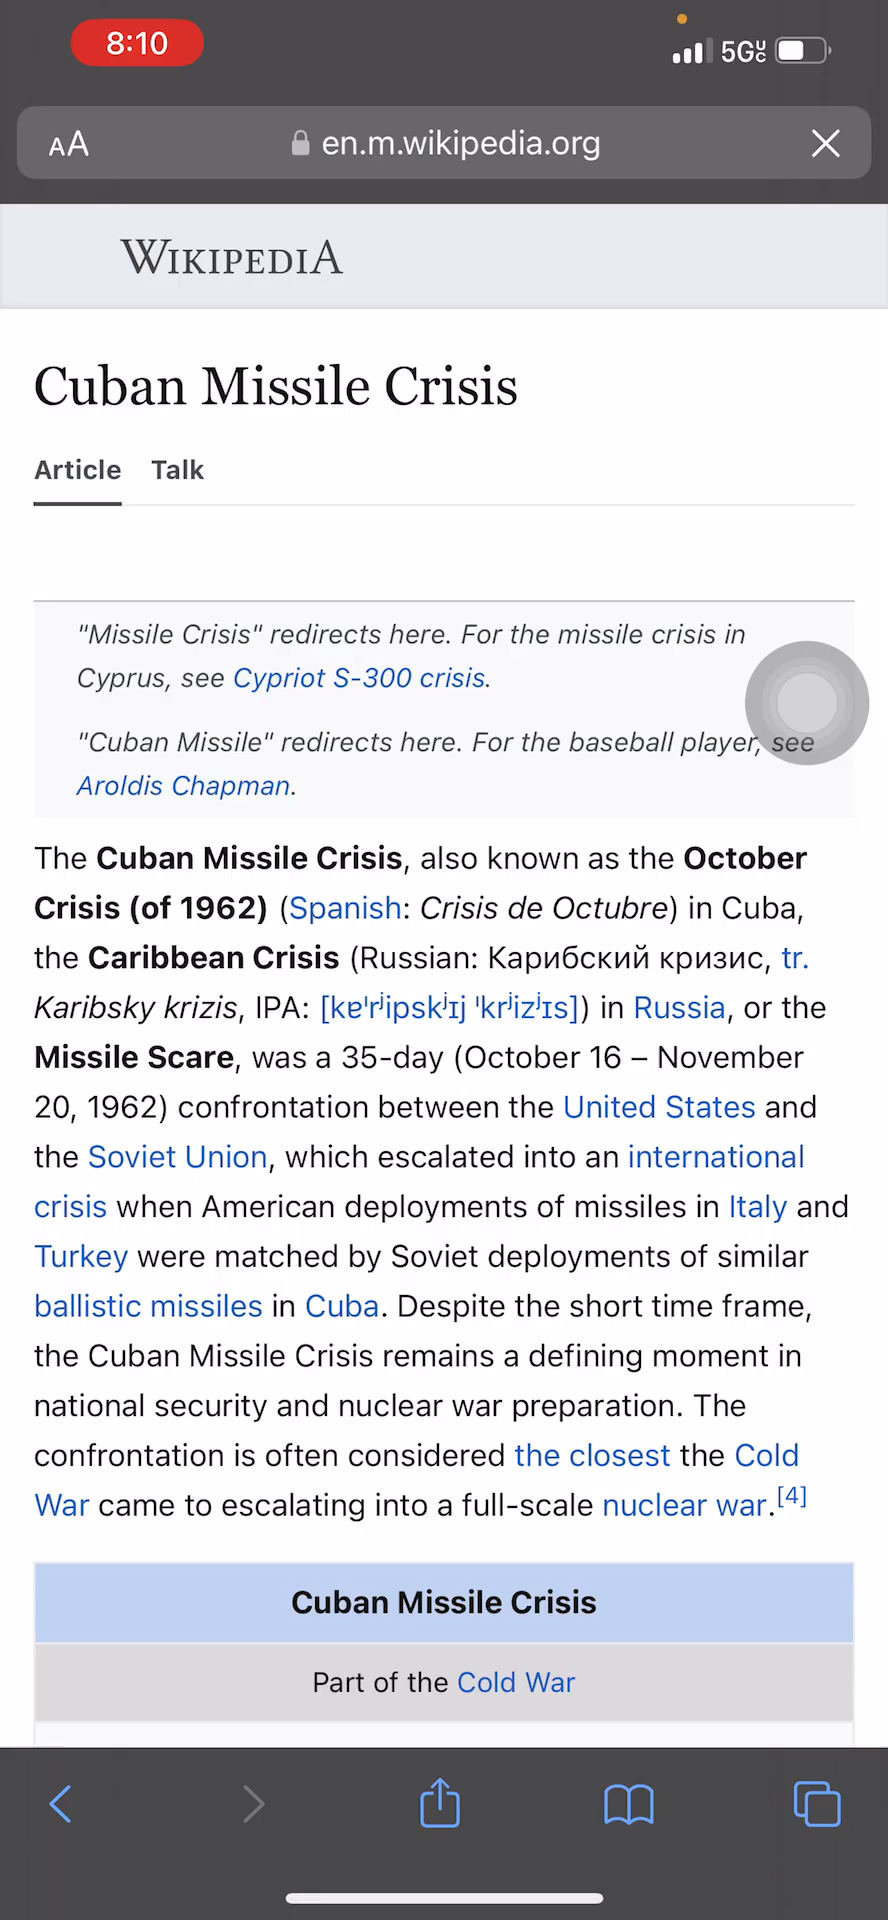 8:10
5GUC
AA
en.m.wikipedia.org
WIKIPEDIA
Cuban Missile Crisis
Article Talk
"Missile Crisis" redirects here. For the missile crisis in
Cyprus, see Cypriot S-300 crisis.
"Cuban Missile" redirects here. For the baseball player, see
Aroldis Chapman.
The Cuban Missile Crisis, also known as the October
Crisis (of 1962) (Spanish: Crisis de Octubre) in Cuba,
the Caribbean Crisis (Russian: Карибский кризис, tr.
Karibsky krizis, IPA: [kɐˈrʲipskʲɪj ˈkrʲizʲɪs]) in Russia, or the
Missile Scare, was a 35-day (October 16 – November
20, 1962) confrontation between the United States and
the Soviet Union, which escalated into an international
crisis when American deployments of missiles in Italy and
Turkey were matched by Soviet deployments of similar
ballistic missiles in Cuba. Despite the short time frame,
the Cuban Missile Crisis remains a defining moment in
national security and nuclear war preparation. The
confrontation is often considered the closest the Cold
War came to escalating into a full-scale nuclear war.[4]
Cuban Missile Crisis
Part of the Cold War